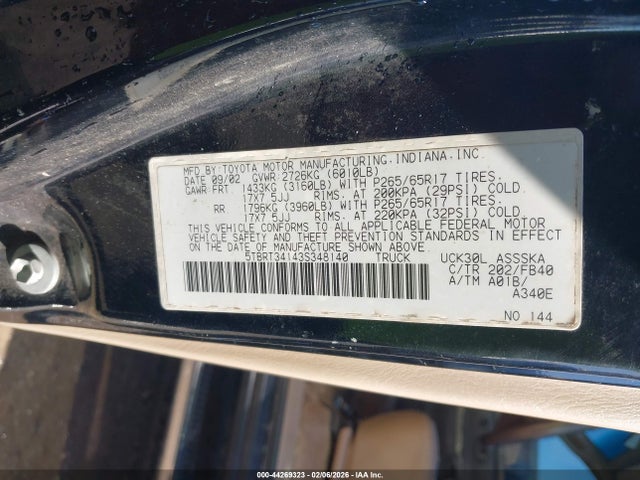 MFD.BY:TOYOTA MOTOR MANUFACTURING.INDIANA.INC.
DATE 09/02 GVWR 2726KG (6010LB)
GAWR FRT 1433KG (3160LB) WITH P265/65R17 TIRES.
17X7 5JJ RIMS. AT 200KPA (29PSI) COLD.
RR 1796KG (3960LB) WITH P265/65R17 TIRES.
17X7 5JJ RIMS. AT 220KPA (32PSI) COLD.
THIS VEHICLE CONFORMS TO ALL APPLICABLE FEDERAL MOTOR
VEHICLE SAFETY AND THEFT PREVENTION STANDARDS IN EFFECT
ON THE DATE OF MANUFACTURE SHOWN ABOVE.
5TBRT34143S348140 TRUCK UCK30L ASSSKA
C/TR 202/FB40
A/TM A01B/
A340E
NO 144
000-44269323 - 02/06/2026 - IAA Inc.